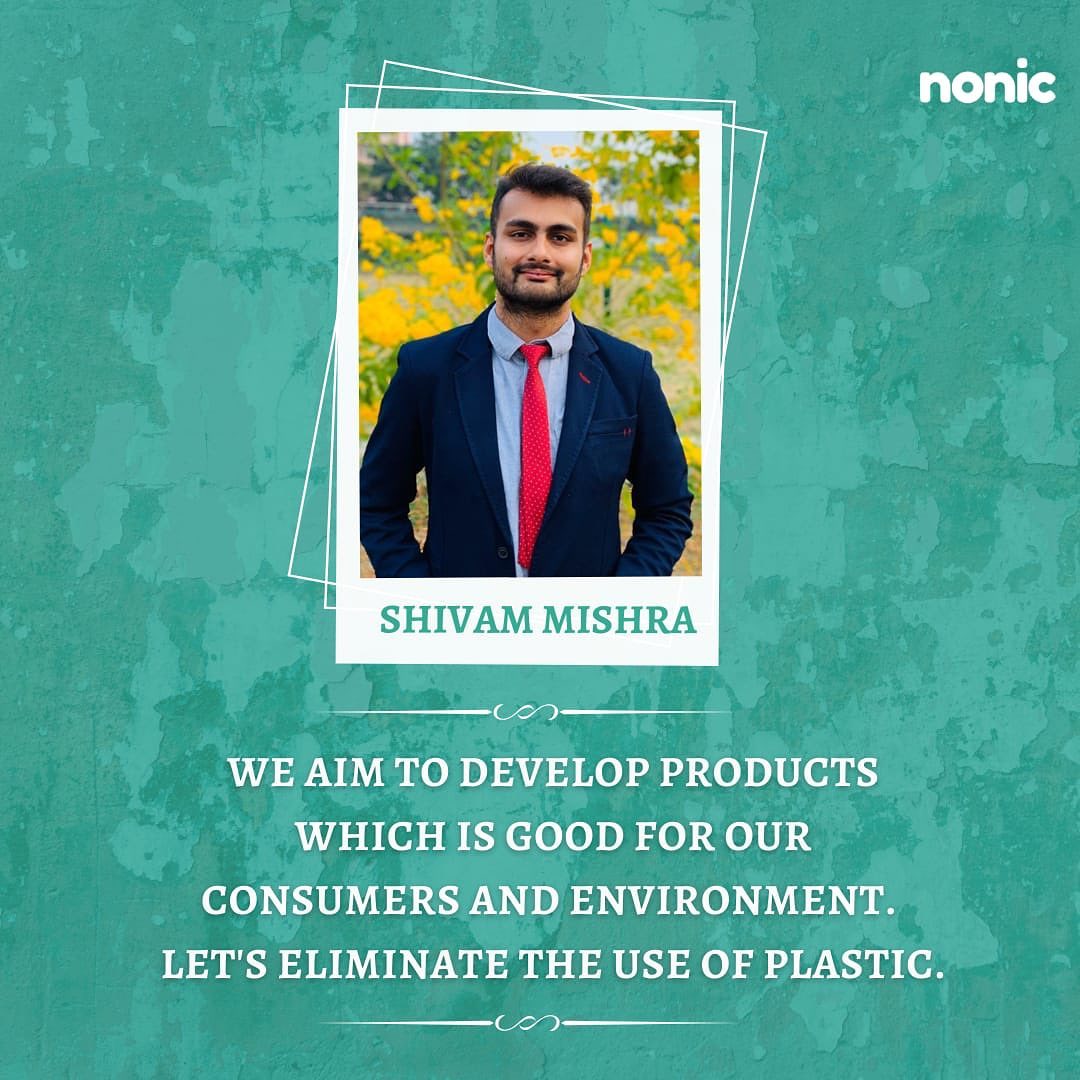 nonic
SHIVAM MISHRA
WE AIM TO DEVELOP PRODUCTS
WHICH IS GOOD FOR OUR
CONSUMERS AND ENVIRONMENT.
LET'S ELIMINATE THE USE OF PLASTIC.